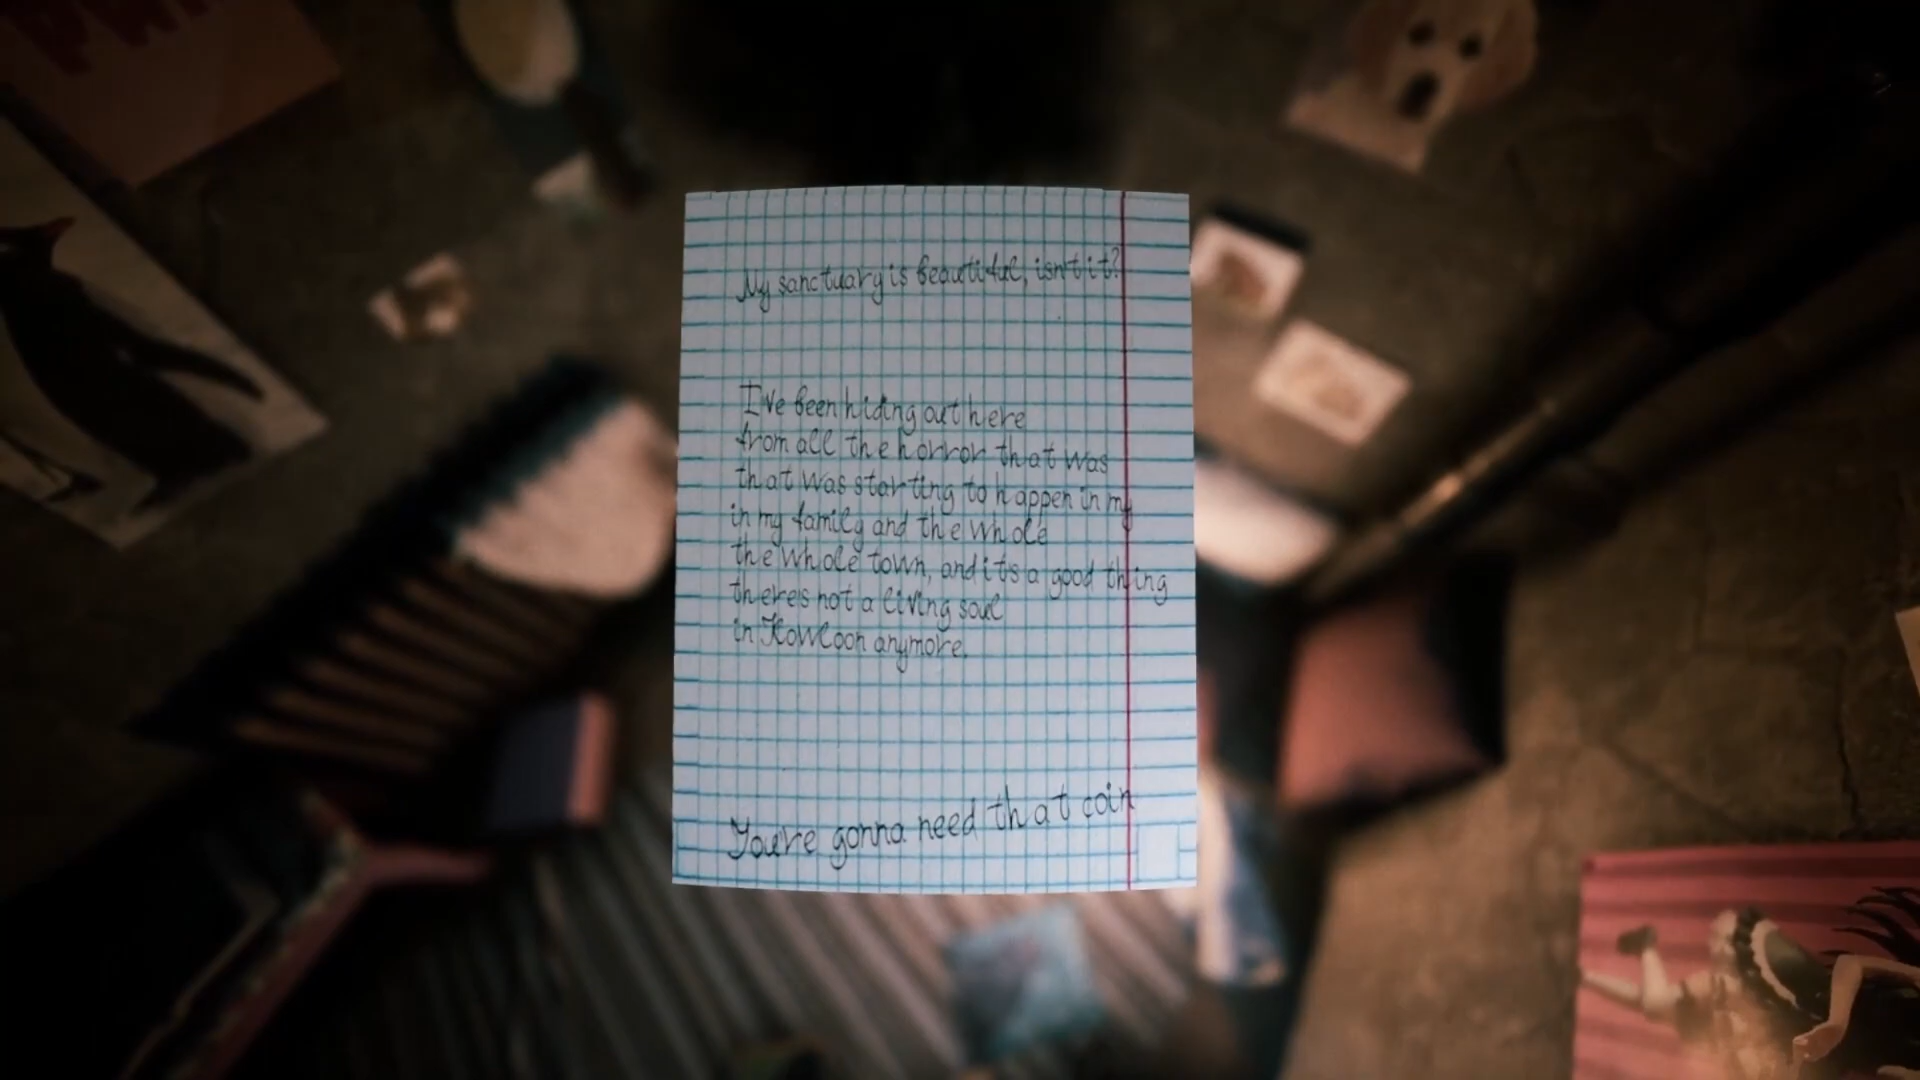 My sanctuary is beautiful, isn't it?
I've been hiding out here
from all the horror that was
that was starting to happen in my
in my family and the whole
the whole town, and it's a good thing
there's not a living soul
in Kowloon anymore.
You're gonna need that coin